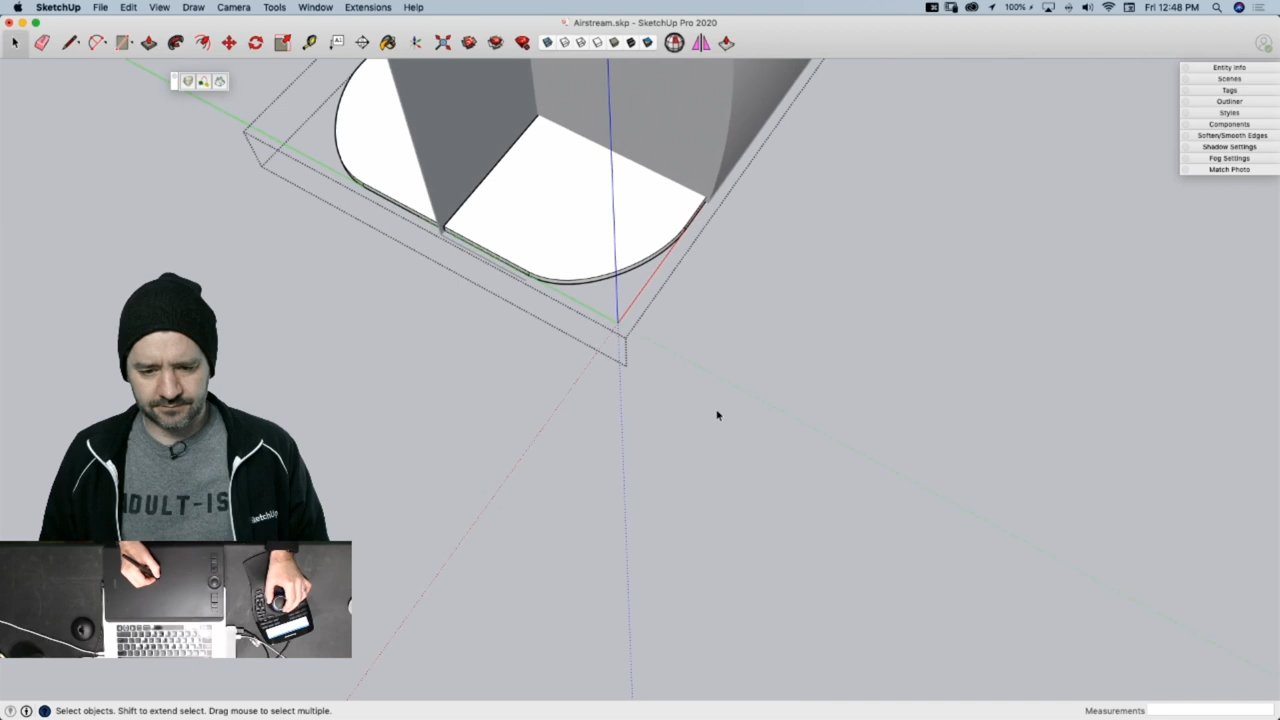 SketchUp File Edit View Draw Camera Tools Window Extensions Help 100% Fri 12:48 PM
Airstream.skp - SketchUp Pro 2020
Entity Info
Scenes
Tags
Outliner
Styles
Components
Soften/Smooth Edges
Shadow Settings
Fog Settings
Match Photo
ADULT-IS
SketchUp
Select objects. Shift to extend select. Drag mouse to select multiple.
Measurements